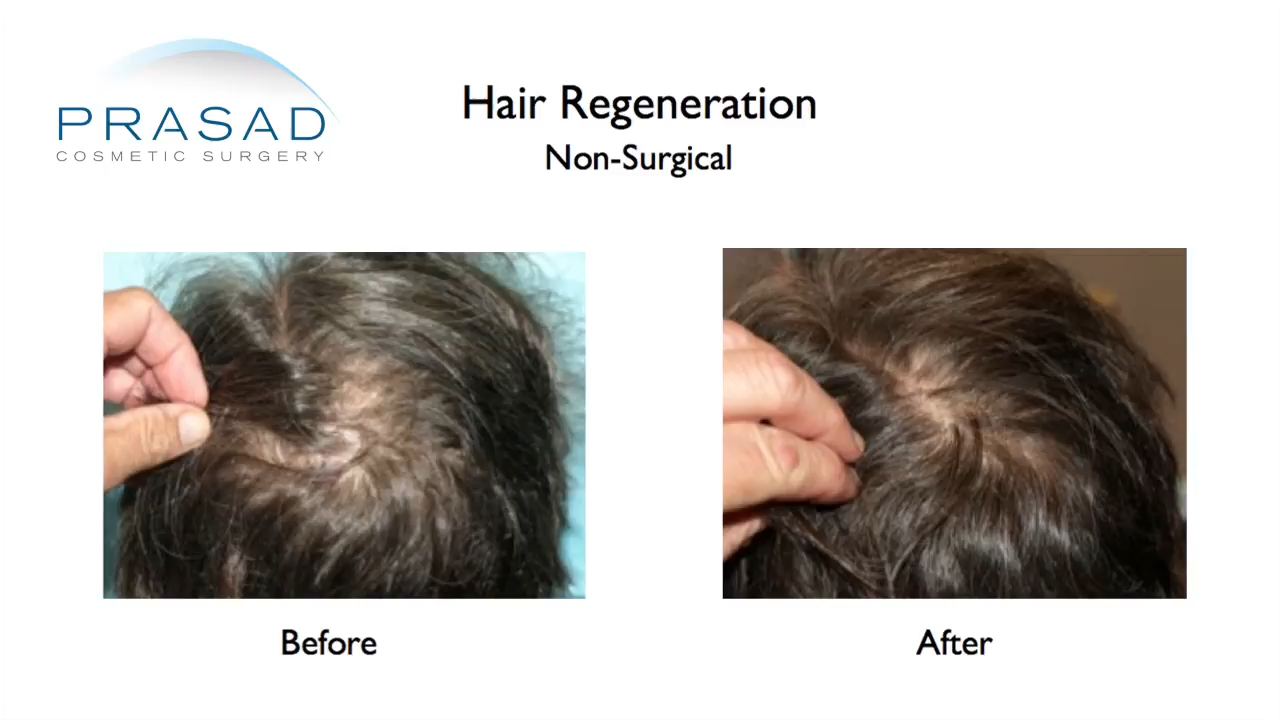 PRASAD
COSMETIC SURGERY
Hair Regeneration
Non-Surgical
Before
After